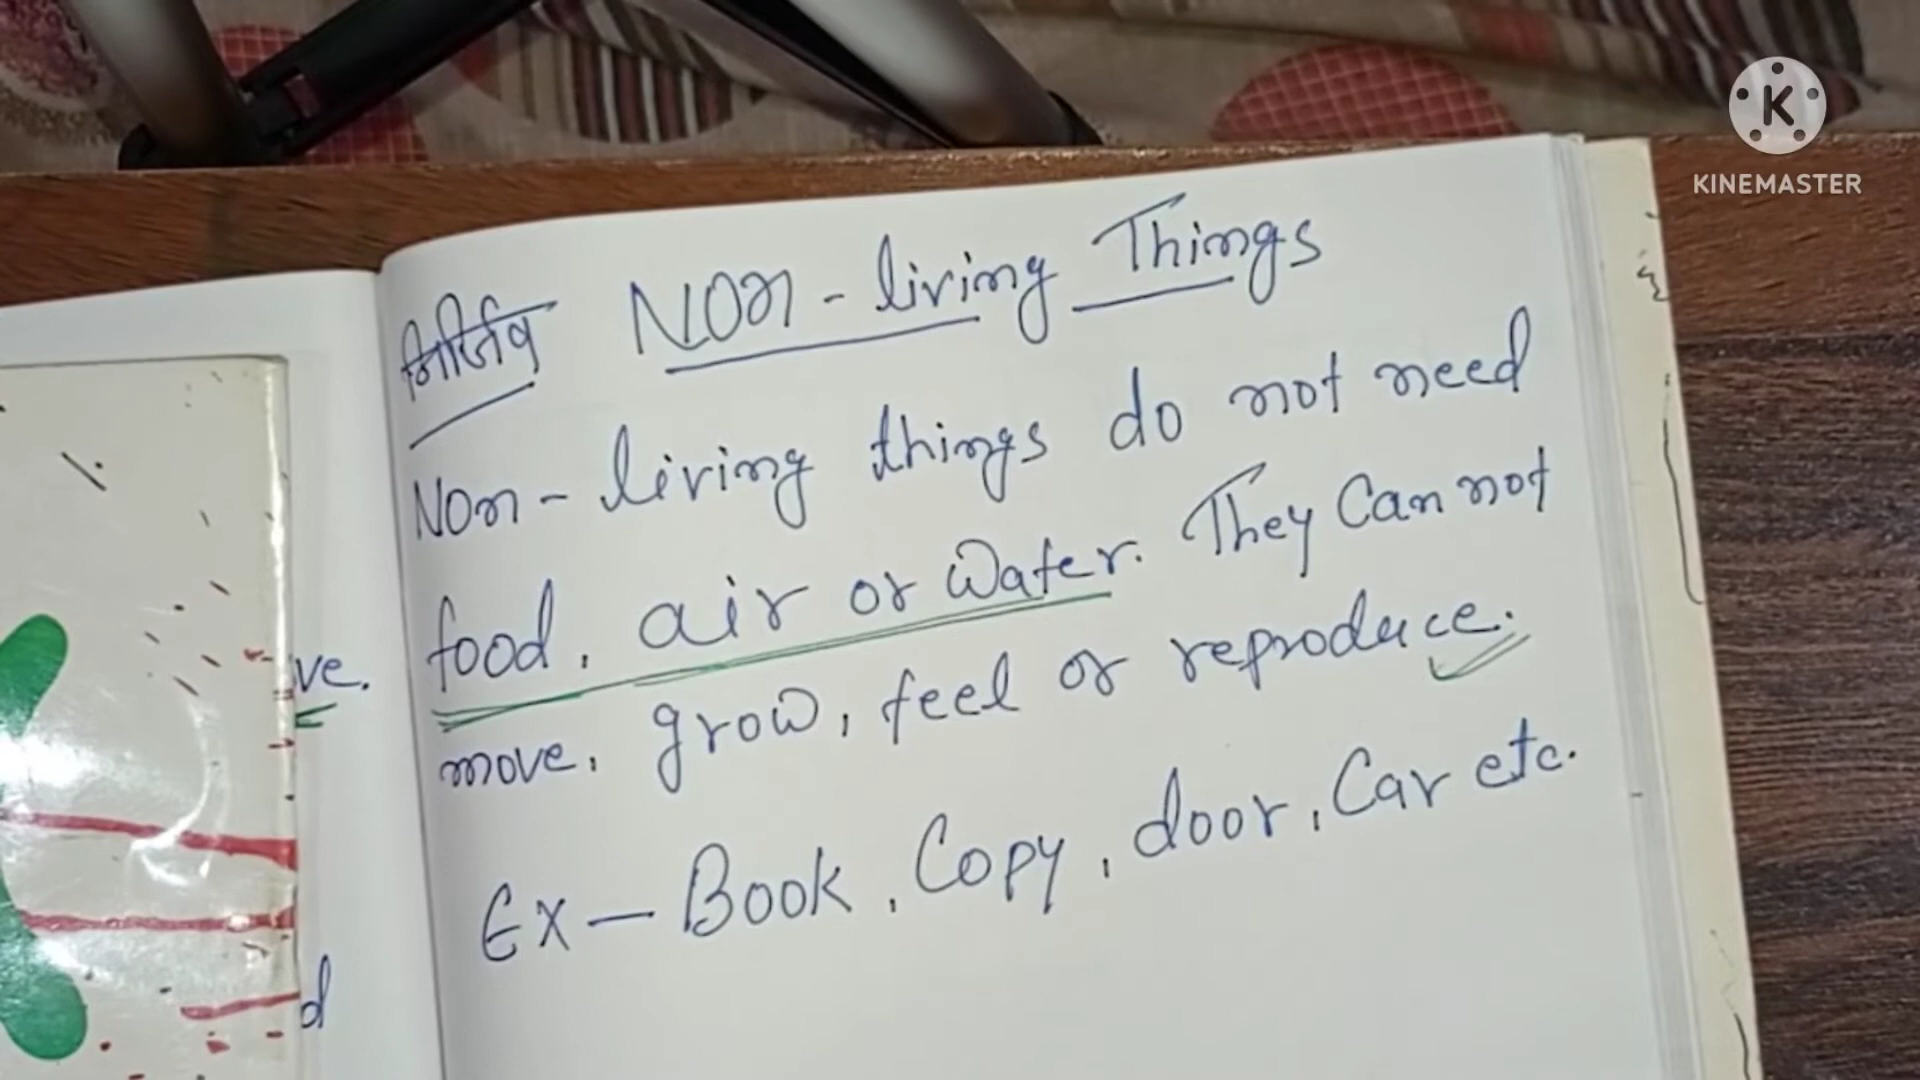 KINEMASTER
निर्जिव Non-living Things
Non-living things do not need
food, air or Water. They Can not
move, grow, feel or reproduce.
Ex — Book, Copy, door, Car etc.
ve.
d